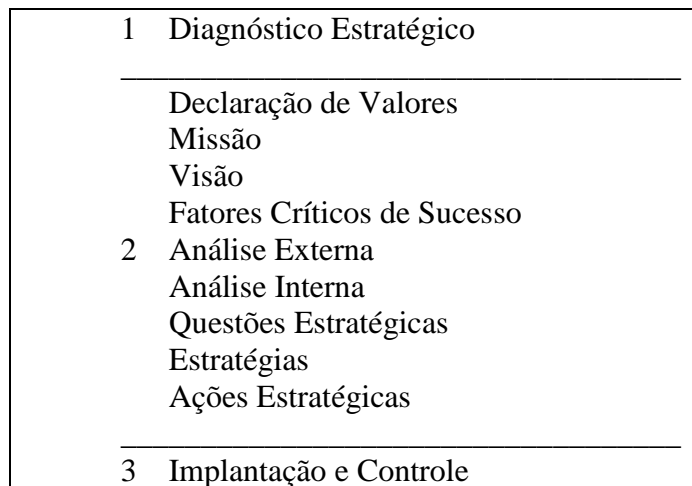 1 Diagnóstico Estratégico
Declaração de Valores
Missão
Visão
Fatores Críticos de Sucesso
2 Análise Externa
Análise Interna
Questões Estratégicas
Estratégias
Ações Estratégicas
3 Implantação e Controle